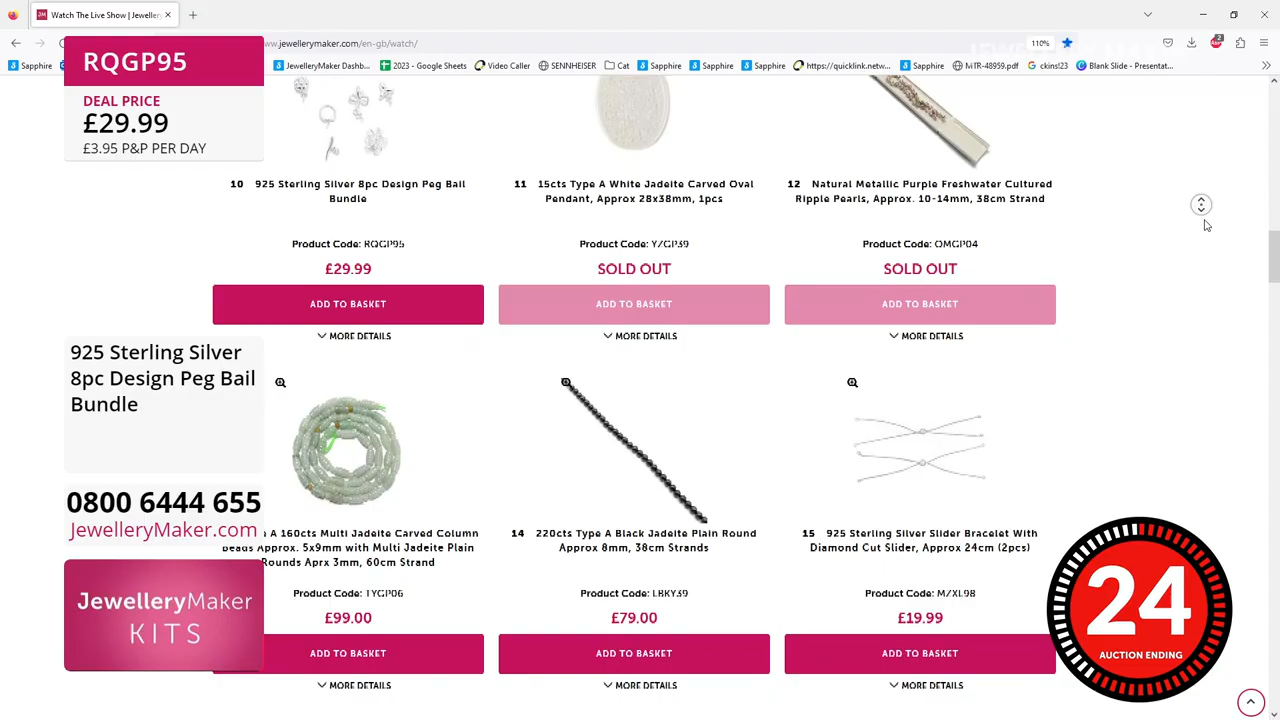 Watch The Live Show | Jeweller
ww.jewellerymaker.com/en-gb/watch/
110%
2
Sapphire
JewelleryMaker Dashb...
2023 - Google Sheets
Video Caller
SENNHEISER
Cat
Sapphire
Sapphire
Sapphire
https://quicklink.netw...
Sapphire
MTR-48959.pdf
ckins!23
Blank Slide - Presentat...
RQGP95
DEAL PRICE
£29.99
£3.95 P&P PER DAY
10 925 Sterling Silver 8pc Design Peg Bail
Bundle
Product Code: RQGP95
£29.99
ADD TO BASKET
MORE DETAILS
11 15cts Type A White Jadeite Carved Oval
Pendant, Approx 28x38mm, 1pcs
Product Code: YZGP39
SOLD OUT
ADD TO BASKET
MORE DETAILS
12 Natural Metallic Purple Freshwater Cultured
Ripple Pearls, Approx. 10-14mm, 38cm Strand
Product Code: OMGP04
SOLD OUT
ADD TO BASKET
MORE DETAILS
925 Sterling Silver
8pc Design Peg Bail
Bundle
0800 6444 655
JewelleryMaker.com
JewelleryMaker
KITS
A 160cts Multi Jadeite Carved Column
Beads Approx. 5x9mm with Multi Jadeite Plain
Rounds Aprx 3mm, 60cm Strand
Product Code: TYGP06
£99.00
ADD TO BASKET
MORE DETAILS
14 220cts Type A Black Jadeite Plain Round
Approx 8mm, 38cm Strands
Product Code: LBKY39
£79.00
ADD TO BASKET
MORE DETAILS
15 925 Sterling Silver Slider Bracelet With
Diamond Cut Slider, Approx 24cm (2pcs)
Product Code: MZXL98
£19.99
ADD TO BASKET
MORE DETAILS
24
AUCTION ENDING